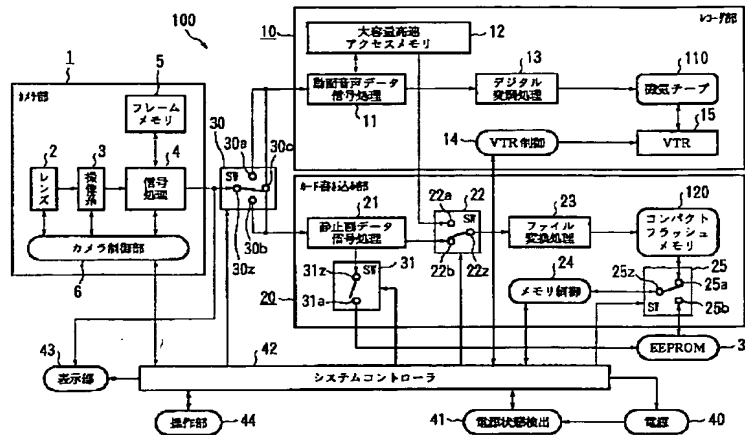 100
1
カメラ部
5
フレーム
メモリ
2
レンズ
3
撮像系
4
信号
処理
カメラ制御部
6
30
SW
30a
30b
30c
30z
レコーダ部
10
大容量高速
アクセスメモリ
12
動画音声データ
信号処理
11
13
デジタル
変調処理
110
磁気テープ
14
VTR制御
15
VTR
カード書き込み部
20
21
静止画データ
信号処理
22
SW
22a
22b
22z
23
ファイル
変換処理
120
コンパクト
フラッシュ
メモリ
31
SW
31z
31a
24
メモリ制御
25
SW
25z
25a
25b
EEPROM
3
43
表示部
42
システムコントローラ
操作部
44
41
電源状態検出
電源
40